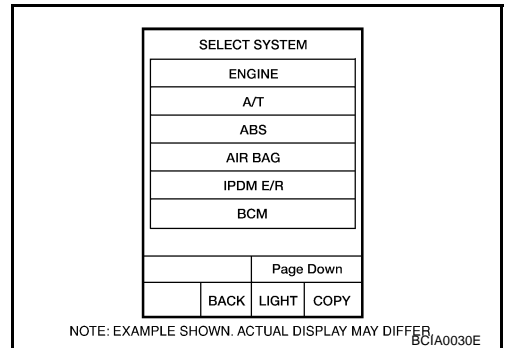 SELECT SYSTEM
ENGINE
A/T
ABS
AIR BAG
IPDM E/R
BCM
Page Down
BACK LIGHT COPY
NOTE: EXAMPLE SHOWN. ACTUAL DISPLAY MAY DIFFER.
BCIA0030E